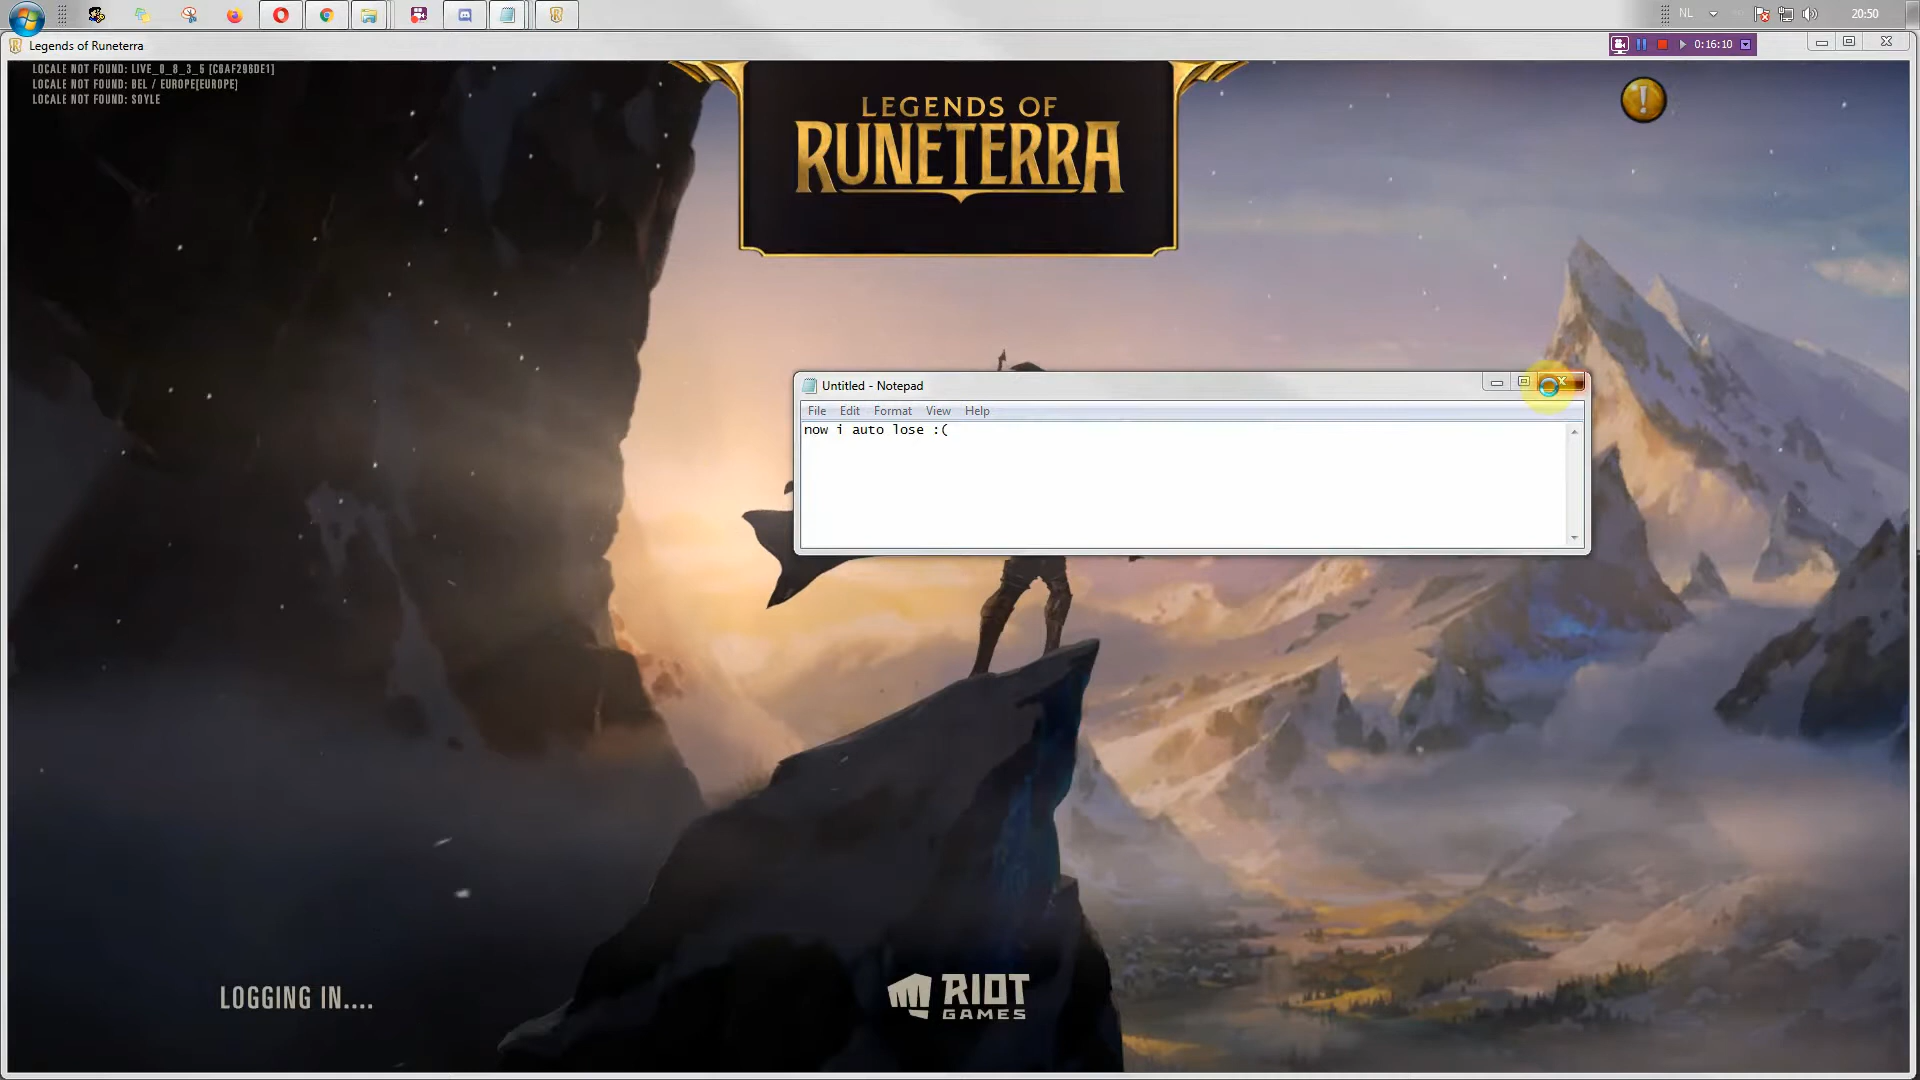 NL
20:50
Legends of Runeterra
0:16:10
LOCALE NOT FOUND: LIVE_0_8_3_5 [C6AF296DE1]
LOCALE NOT FOUND: BEL / EUROPE[EUROPE]
LOCALE NOT FOUND: SOYLE
LEGENDS OF
RUNETERRA
Untitled - Notepad
File Edit Format View Help
now i auto lose :(
LOGGING IN....
RIOT
GAMES